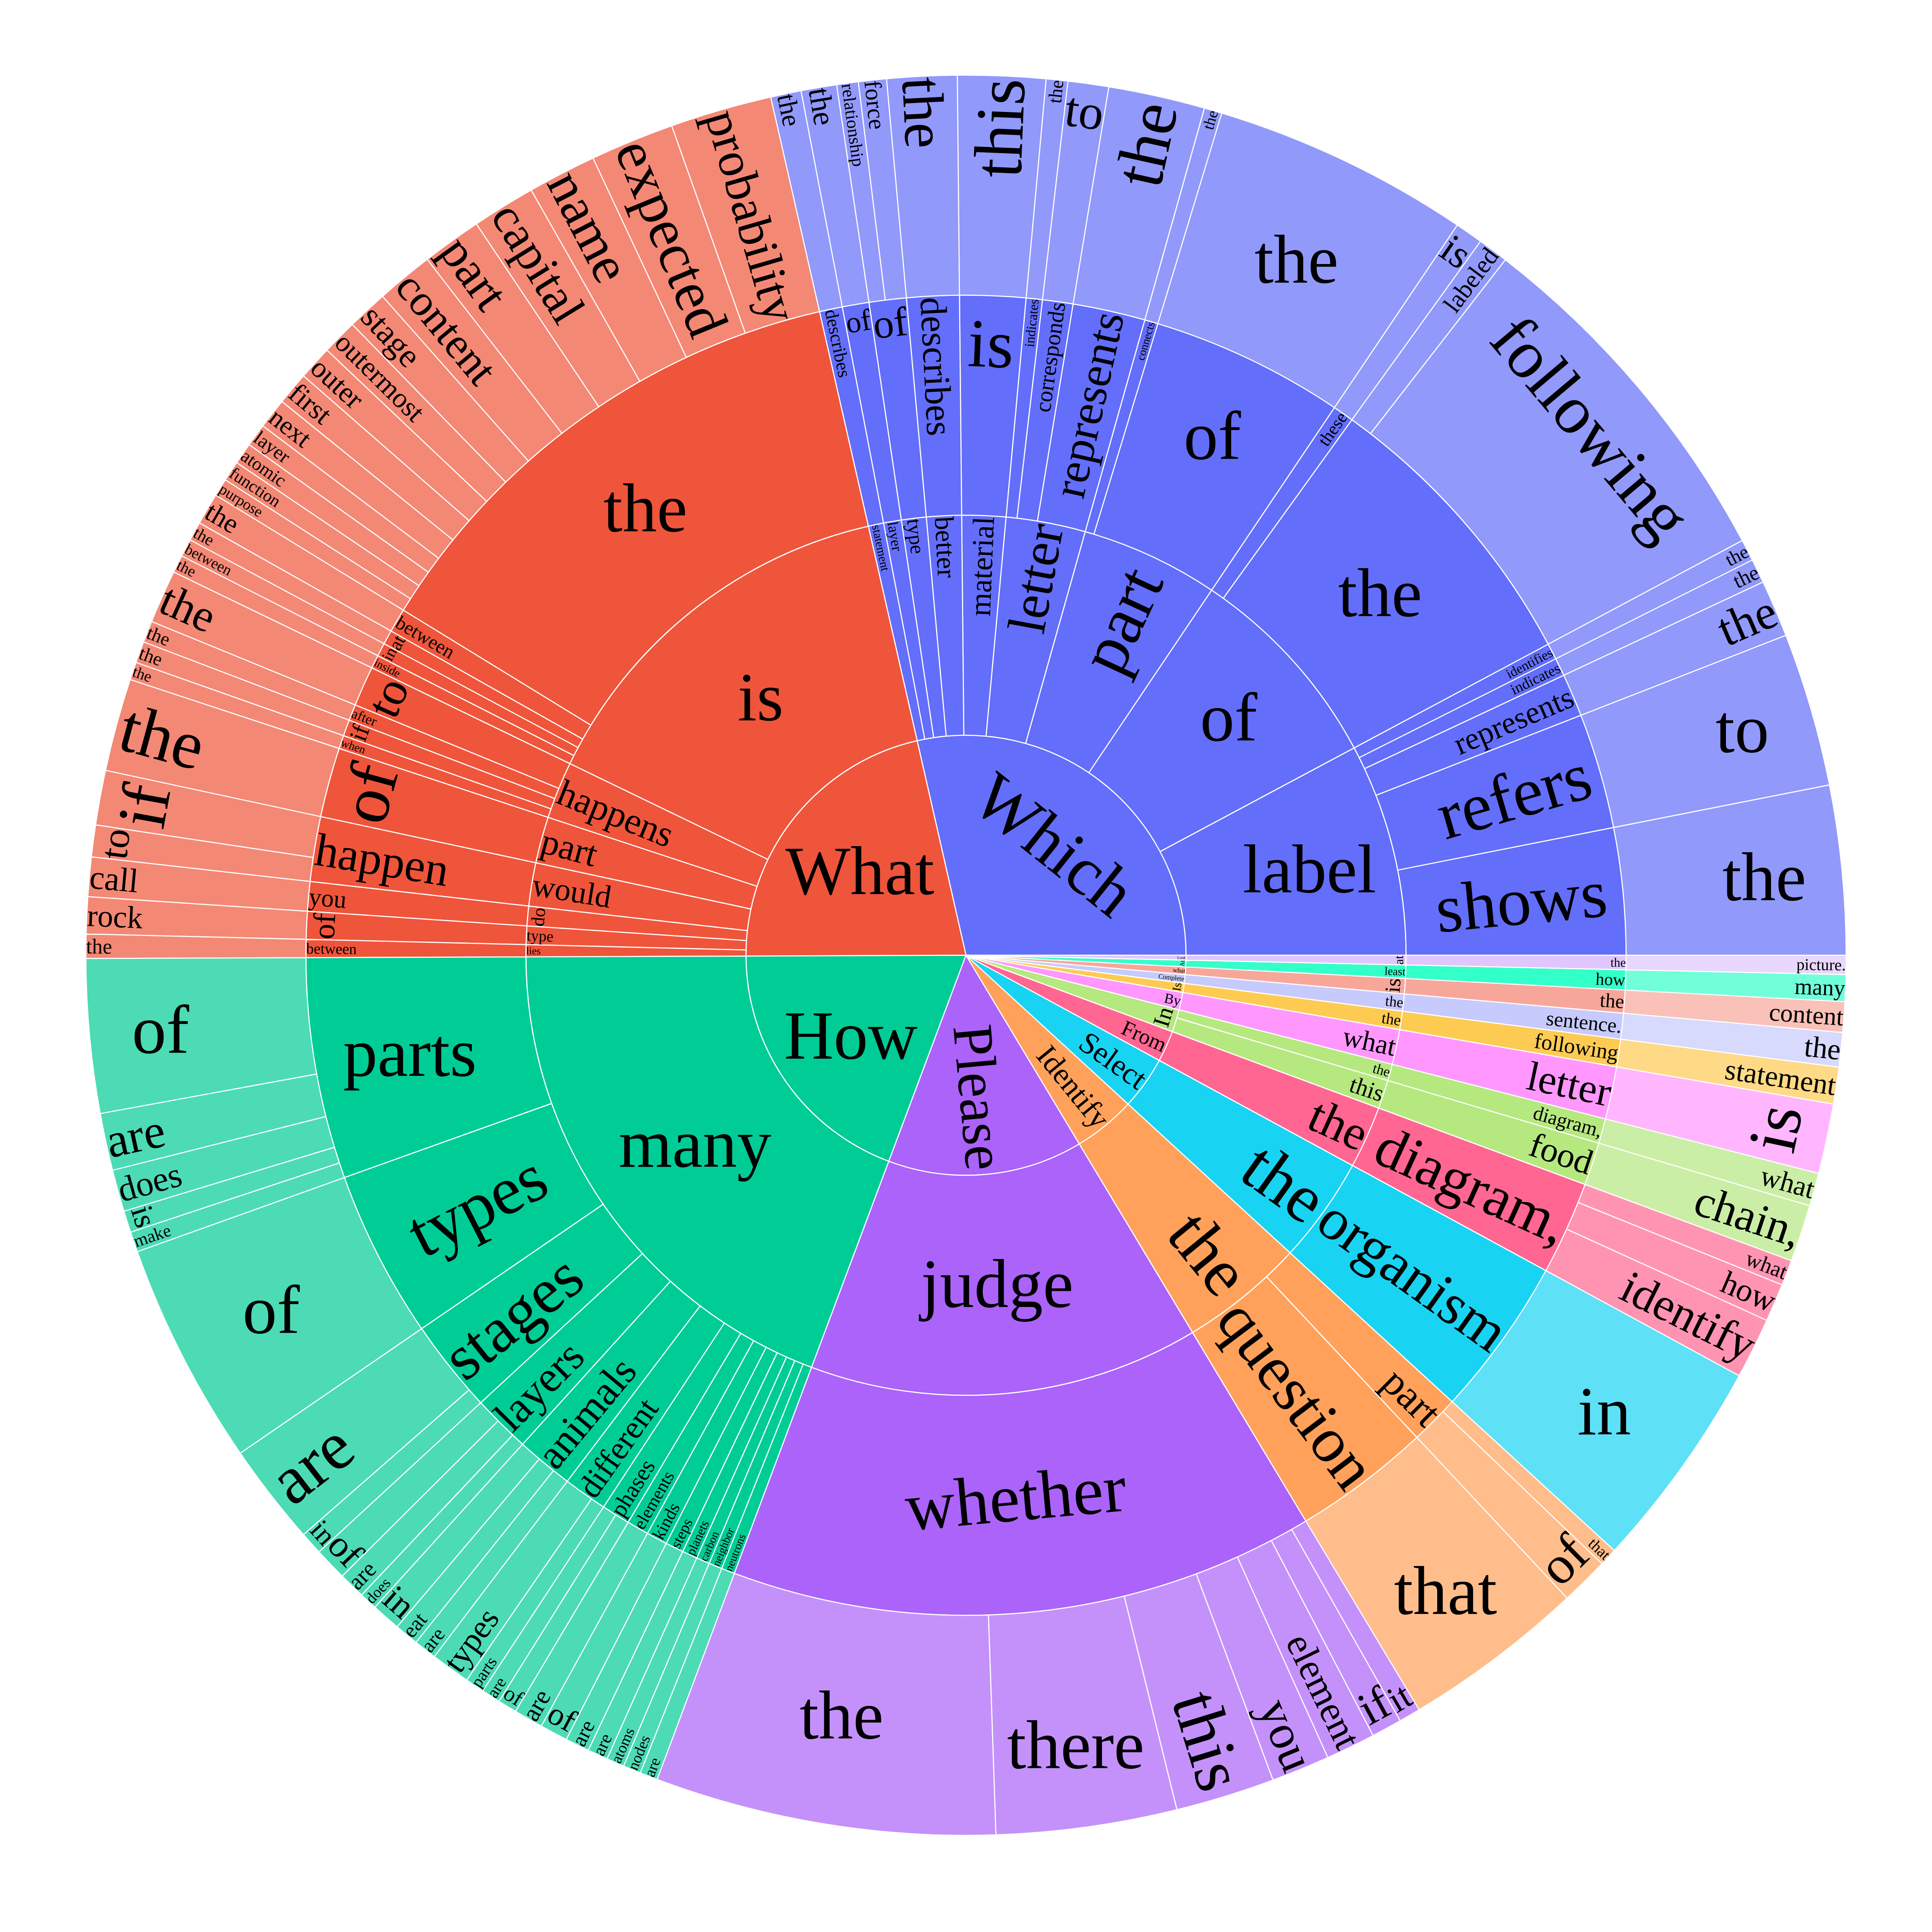 Which
label
shows
the
refers
to
represents
the
indicates
the
identifies
the
of
the
following
these
labeled
is
part
of
the
connects
the
letter
represents
the
corresponds
to
indicates
the
material
is
this
better
describes
the
type
of
force
layer
of
relationship
the
statement
describes
the
What
is
the
probability
expected
name
capital
part
content
stage
outermost
outer
first
next
layer
atomic
function
purpose
between
the
in
the
at
between
inside
the
happens
to
the
after
the
if
the
when
the
part
of
the
would
happen
if
to
do
you
call
type
of
rock
lies
between
the
How
many
parts
of
are
does
is
make
types
of
stages
are
in
layers
of
are
does
animals
in
eat
are
different
types
parts
phases
are
of
elements
are
kinds
of
steps
are
planets
are
carbon
atoms
neighbor
nodes
neutrons
are
Please
judge
whether
the
there
this
you
element
if
it
Identify
the
question
that
part
of
that
Select
the
organism
in
From
the
diagram,
identify
how
what
In
this
food
chain,
the
diagram,
what
By
what
letter
is
Is
the
following
statement
Complete
the
sentence.
the
what
is
the
content
least
how
many
at
the
picture.